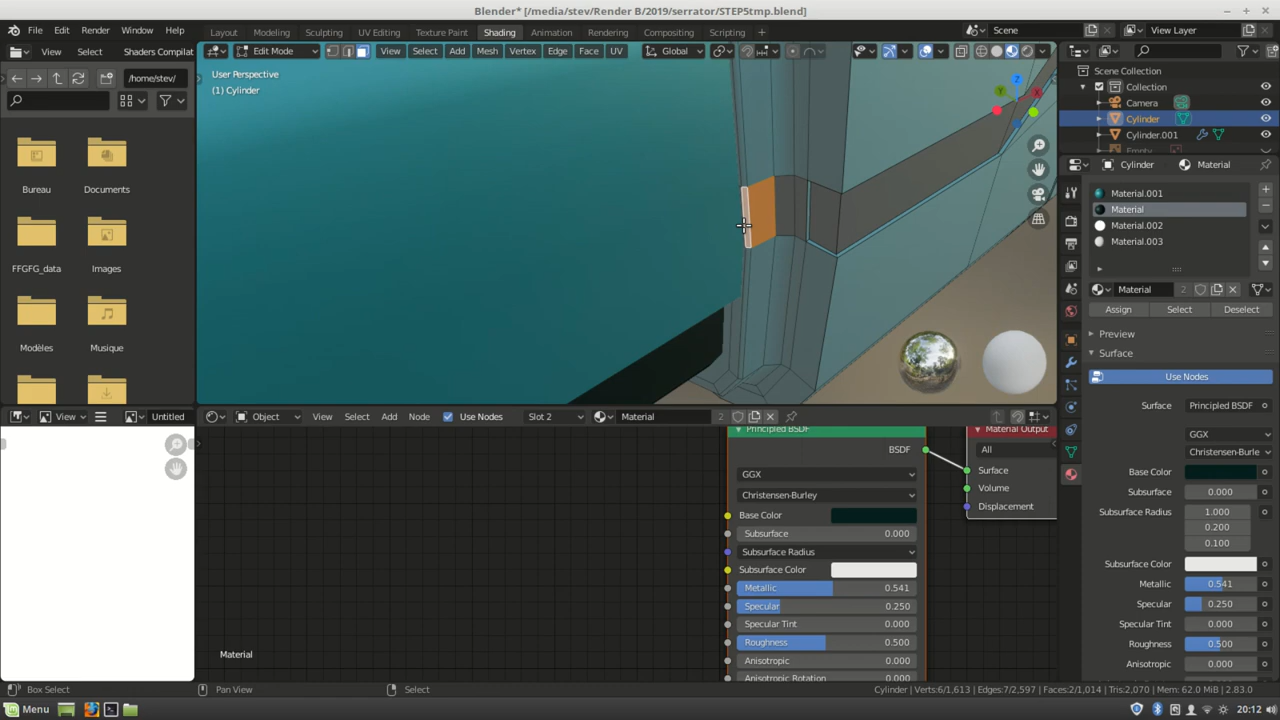 Blender* [/media/stev/Render B/2019/serrator/STEP5tmp.blend]
File Edit Render Window Help Layout Modeling Sculpting UV Editing Texture Paint Shading Animation Rendering Compositing Scripting Scene View Layer
View Select Shaders Compilat Edit Mode View Select Add Mesh Vertex Edge Face UV Global
/home/stev/
User Perspective
(1) Cylinder
Bureau Documents
FFGFG_data Images
Modèles Musique
Z
Y
X
Scene Collection
Collection
Camera
Cylinder
Cylinder.001
Empty
Cylinder Material
Material.001
Material
Material.002
Material.003
Material 2
Assign Select Deselect
Preview
Surface
Use Nodes
Surface Principled BSDF
GGX
Christensen-Burle
Base Color
Subsurface 0.000
Subsurface Radius 1.000
0.200
0.100
Subsurface Color
Metallic 0.541
Specular 0.250
Roughness 0.500
Anisotropic 0.000
View Untitled Object View Select Add Node Use Nodes Slot 2 Material 2
Principled BSDF
BSDF
GGX
Christensen-Burley
Base Color
Subsurface 0.000
Subsurface Radius
Subsurface Color
Metallic 0.541
Specular 0.250
Specular Tint 0.000
Roughness 0.500
Anisotropic 0.000
Anisotropic Rotation 0.000
Material Output
All
Surface
Volume
Displacement
Material
Box Select Pan View Select Cylinder | Verts:6/1,613 | Edges:7/2,597 | Faces:2/1,014 | Tris:2,070 | Mem: 62.0 MiB | 2.83.0
Menu 20:12